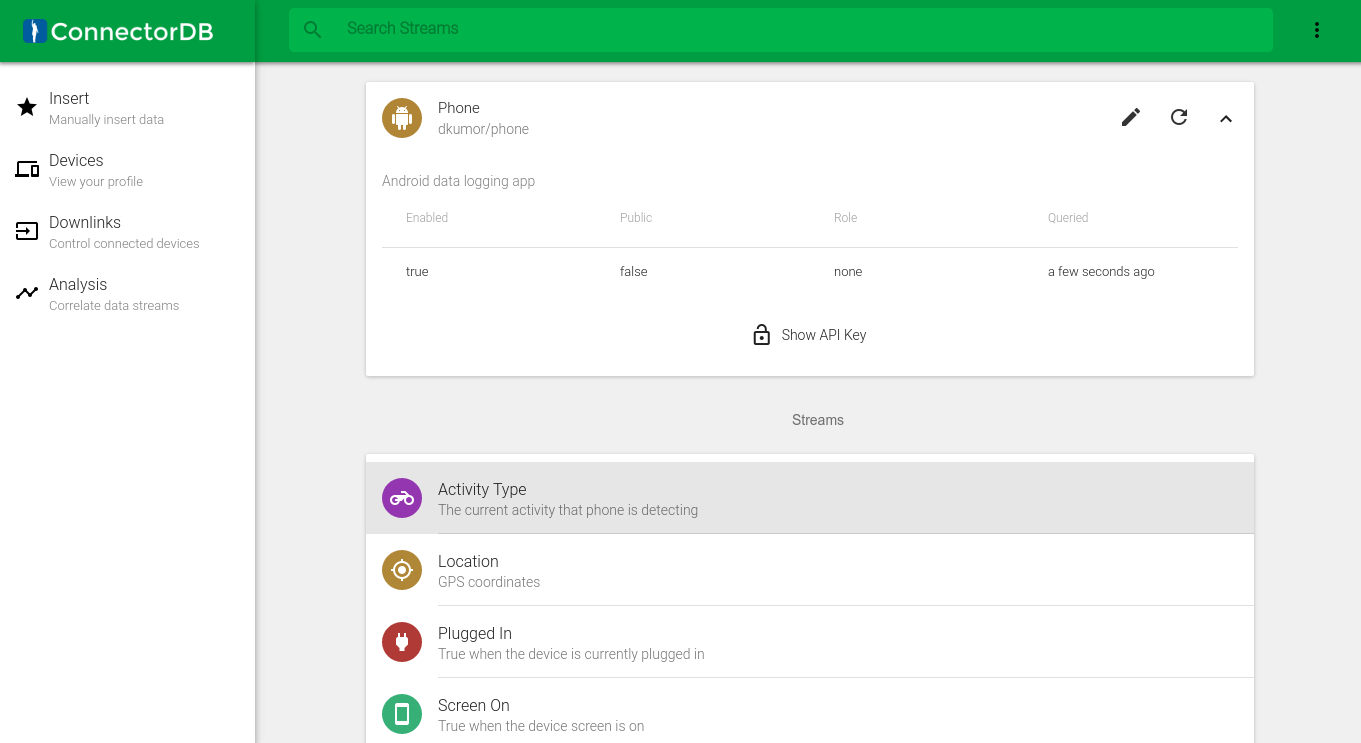 ConnectorDB
Search Streams
Insert
Manually insert data
Devices
View your profile
Downlinks
Control connected devices
Analysis
Correlate data streams
Phone
dkumor/phone
Android data logging app
Enabled Public Role Queried
true false none a few seconds ago
Show API Key
Streams
Activity Type
The current activity that phone is detecting
Location
GPS coordinates
Plugged In
True when the device is currently plugged in
Screen On
True when the device screen is on